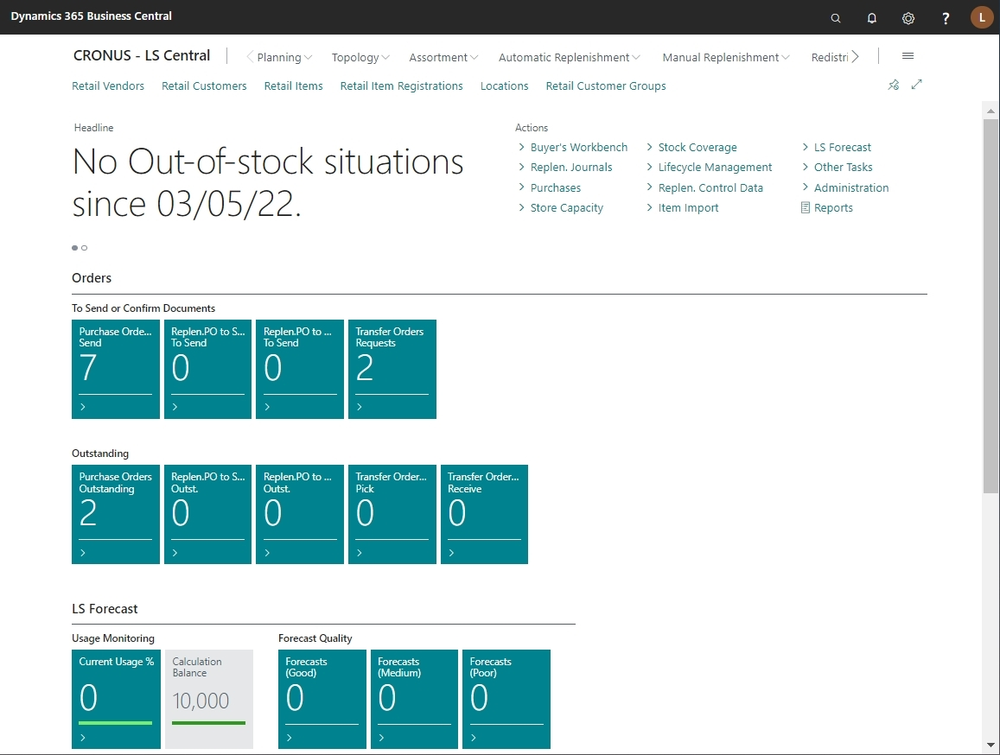 Dynamics 365 Business Central
L
CRONUS - LS Central
Planning
Topology
Assortment
Automatic Replenishment
Manual Replenishment
Redistri
Retail Vendors
Retail Customers
Retail Items
Retail Item Registrations
Locations
Retail Customer Groups
Headline
No Out-of-stock situations
since 03/05/22.
Actions
Buyer's Workbench
Replen. Journals
Purchases
Store Capacity
Stock Coverage
Lifecycle Management
Replen. Control Data
Item Import
LS Forecast
Other Tasks
Administration
Reports
Orders
To Send or Confirm Documents
Purchase Orde...
Send
7
Replen.PO to S...
To Send
0
Replen.PO to ...
To Send
0
Transfer Orders
Requests
2
Outstanding
Purchase Orders
Outstanding
2
Replen.PO to S...
Outst.
0
Replen.PO to ...
Outst.
0
Transfer Order...
Pick
0
Transfer Order...
Receive
0
LS Forecast
Usage Monitoring
Current Usage %
0
Calculation
Balance
10,000
Forecast Quality
Forecasts
(Good)
0
Forecasts
(Medium)
0
Forecasts
(Poor)
0